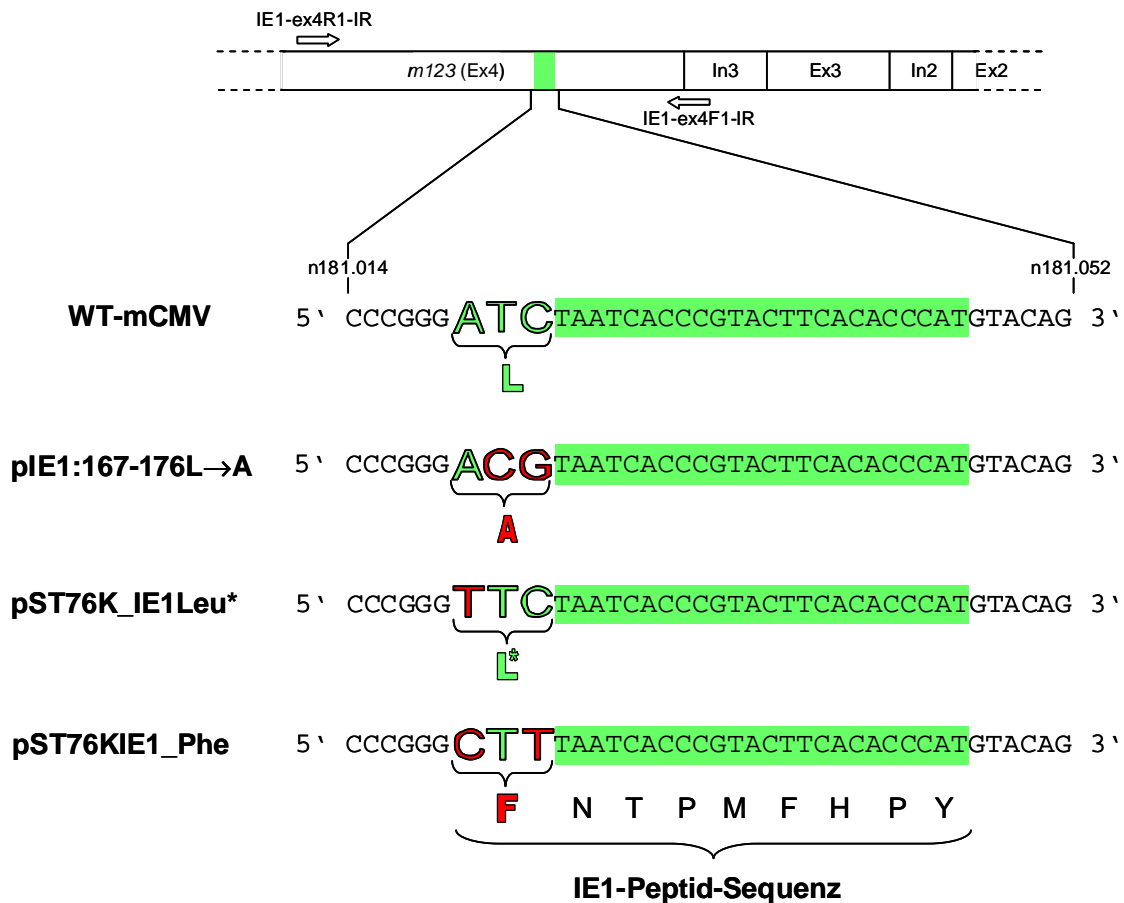 IE1-ex4R1-IR
m123 (Ex4) In3 Ex3 In2 Ex2
IE1-ex4F1-IR
n181.014 n181.052
WT-mCMV 5‘ CCCGGGATCTAATCACCCGTACTTCACACCCATGTACAG 3‘
L
pIE1:167-176L→A 5‘ CCCGGGACGTAATCACCCGTACTTCACACCCATGTACAG 3‘
A
pST76K_IE1Leu* 5‘ CCCGGGTTCTAATCACCCGTACTTCACACCCATGTACAG 3‘
L*
pST76KIE1_Phe 5‘ CCCGGGCTTTAATCACCCGTACTTCACACCCATGTACAG 3‘
F N T P M F H P Y
IE1-Peptid-Sequenz